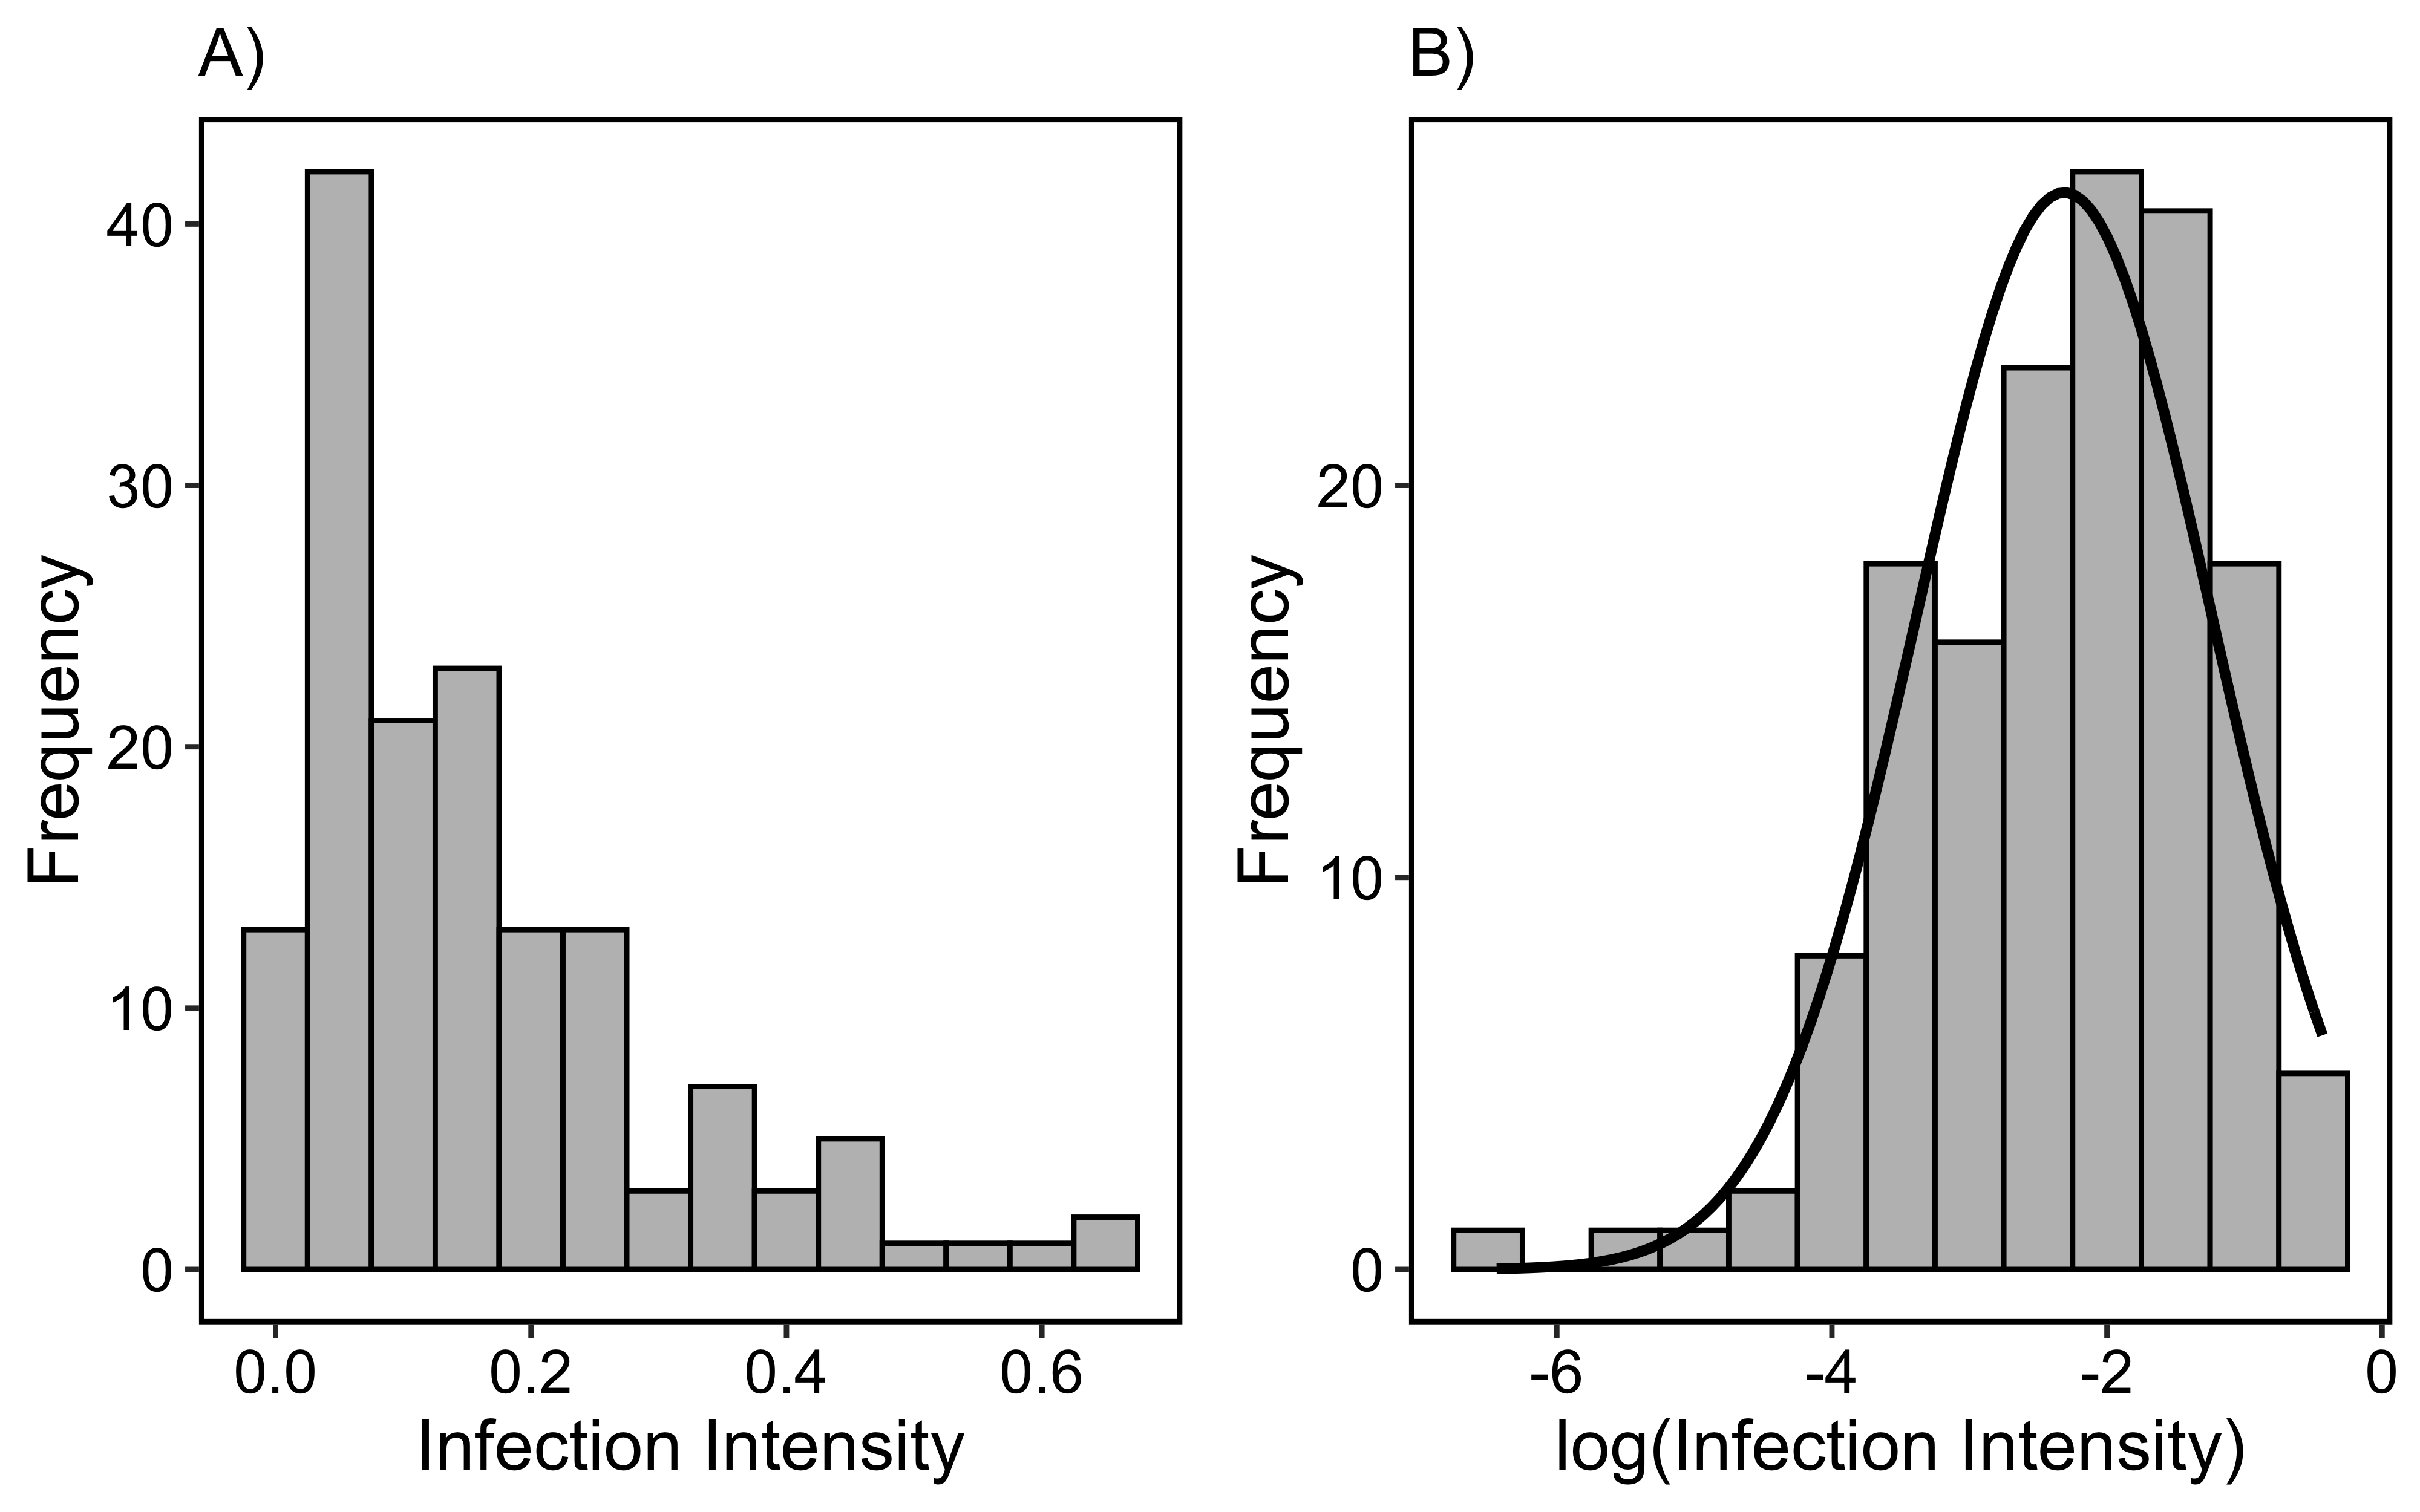 A)
Frequency
40
30
20
10
0
0.0 0.2 0.4 0.6
Infection Intensity
B)
Frequency
20
10
0
-6 -4 -2 0
log(Infection Intensity)